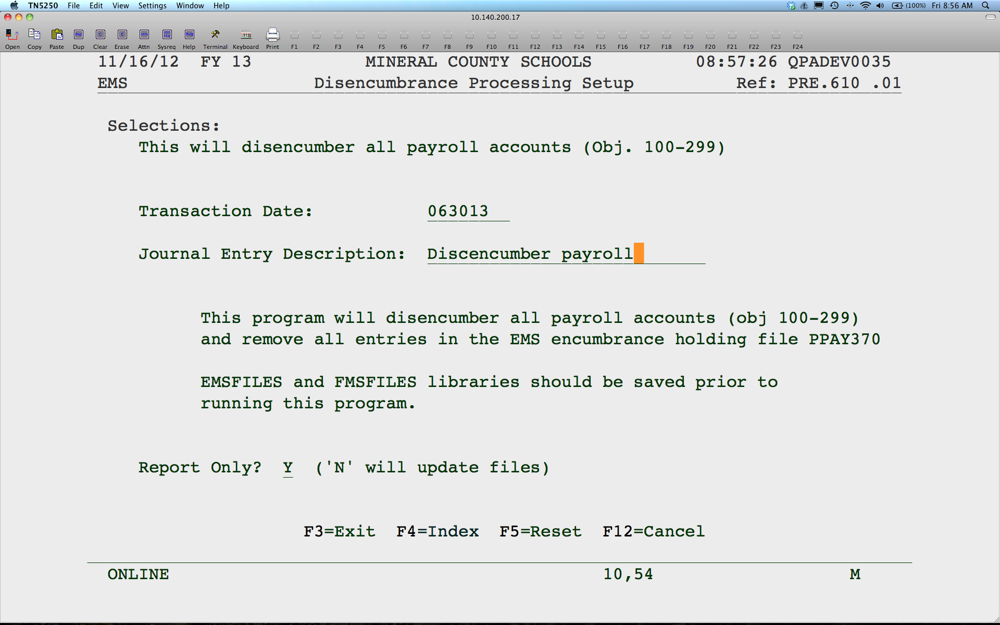 TN5250 File Edit View Settings Window Help (100%) Fri 8:56 AM
10.140.200.17
dup C E attn sys req Help
Open Copy Paste Dup Clear Erase Attn Sysreq Help Terminal Keyboard Print F1 F2 F3 F4 F5 F6 F7 F8 F9 F10 F11 F12 F13 F14 F15 F16 F17 F18 F19 F20 F21 F22 F23 F24
11/16/12 FY 13 MINERAL COUNTY SCHOOLS 08:57:26 QPADEV0035
EMS Disencumbrance Processing Setup Ref: PRE.610 .01
Selections:
This will disencumber all payroll accounts (Obj. 100-299)
Transaction Date: 063013
Journal Entry Description: Discencumber payroll
This program will disencumber all payroll accounts (obj 100-299)
and remove all entries in the EMS encumbrance holding file PPAY370
EMSFILES and FMSFILES libraries should be saved prior to
running this program.
Report Only? Y ('N' will update files)
F3=Exit F4=Index F5=Reset F12=Cancel
ONLINE 10,54 M